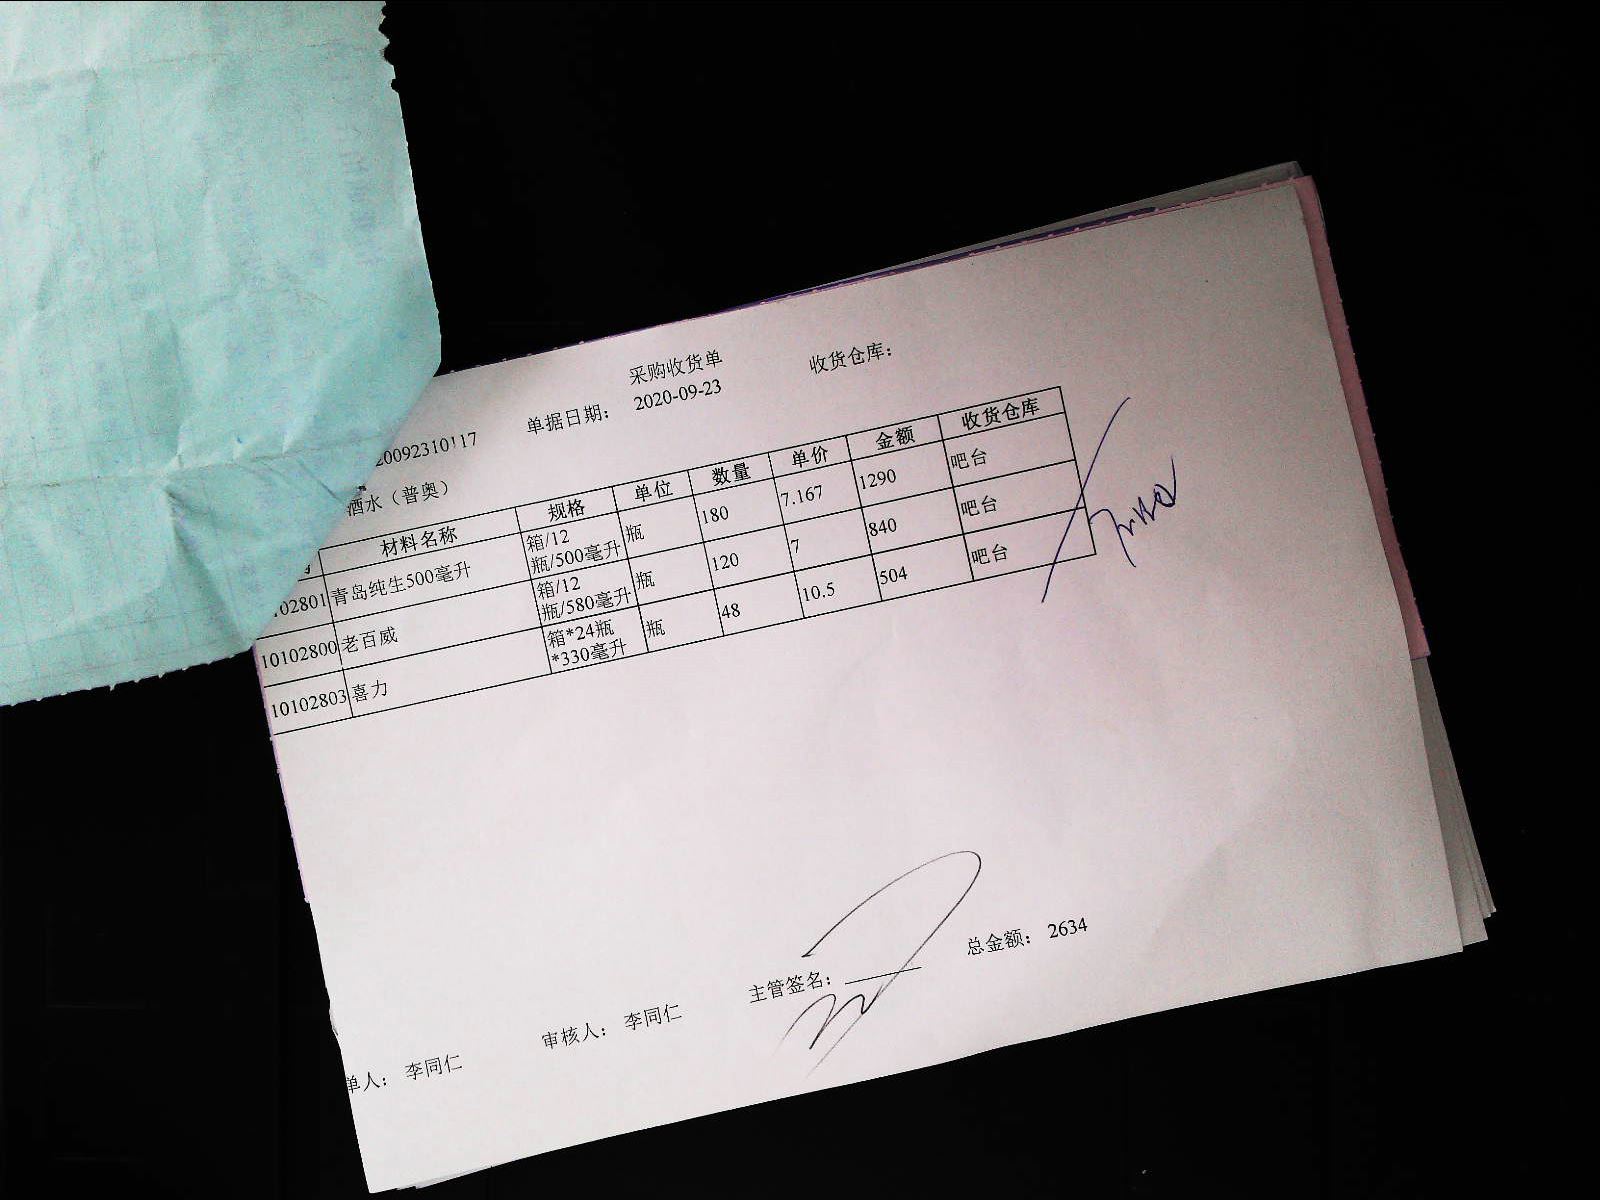 采购收货单 收货仓库：
20092310117 单据日期： 2020-09-23
酒水（普奥）
材料名称 规格 单位 数量 单价 金额 收货仓库
102801 青岛纯生500毫升 箱/12瓶/500毫升 瓶 180 7.167 1290 吧台
10102800 老百威 箱/12瓶/580毫升 瓶 120 7 840 吧台
10102803 喜力 箱*24瓶*330毫升 瓶 48 10.5 504 吧台
单人： 李同仁 审核人： 李同仁 主管签名： 总金额： 2634